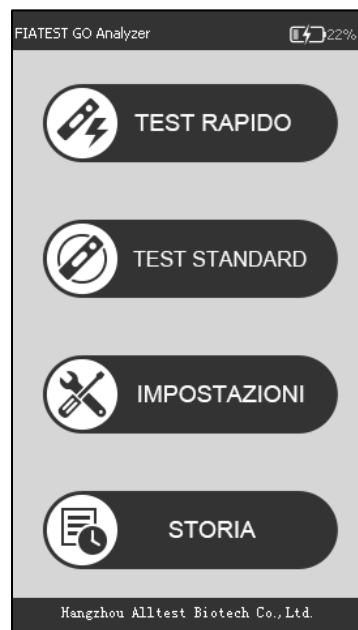 FIATEST GO Analyzer 22%
TEST RAPIDO
TEST STANDARD
IMPOSTAZIONI
STORIA
Hangzhou Alltest Biotech Co.,Ltd.